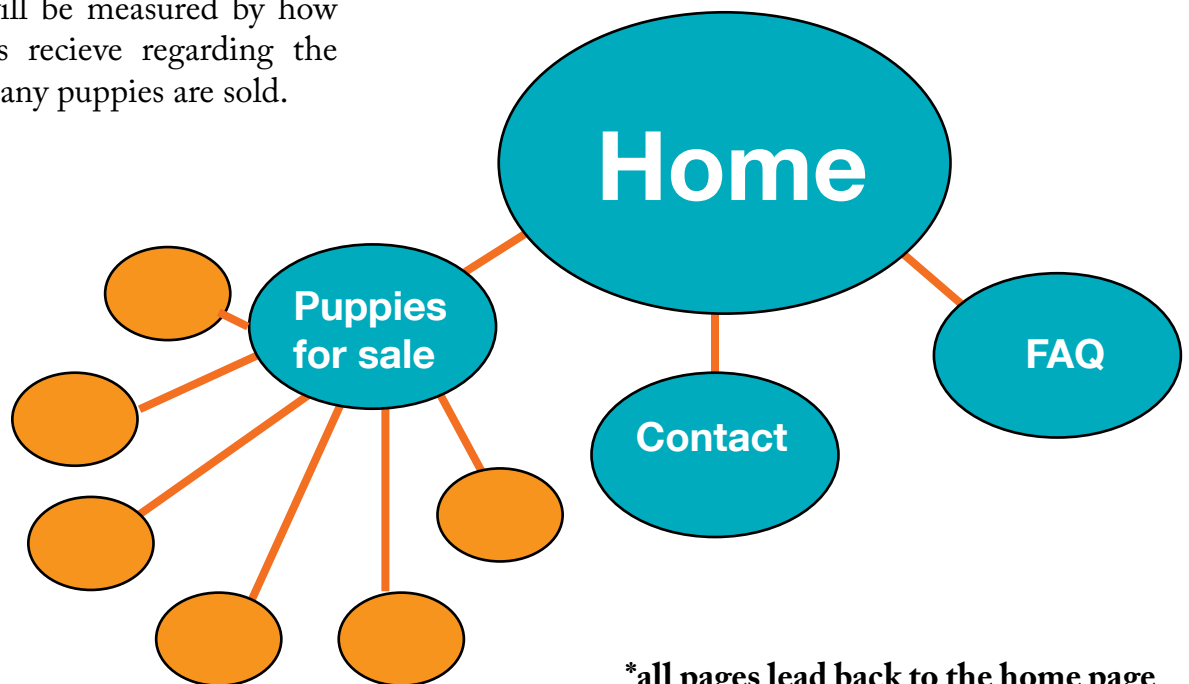 will be measured by how
s recieve regarding the
any puppies are sold.
Home
Puppies
for sale
FAQ
Contact
*all pages lead back to the home page